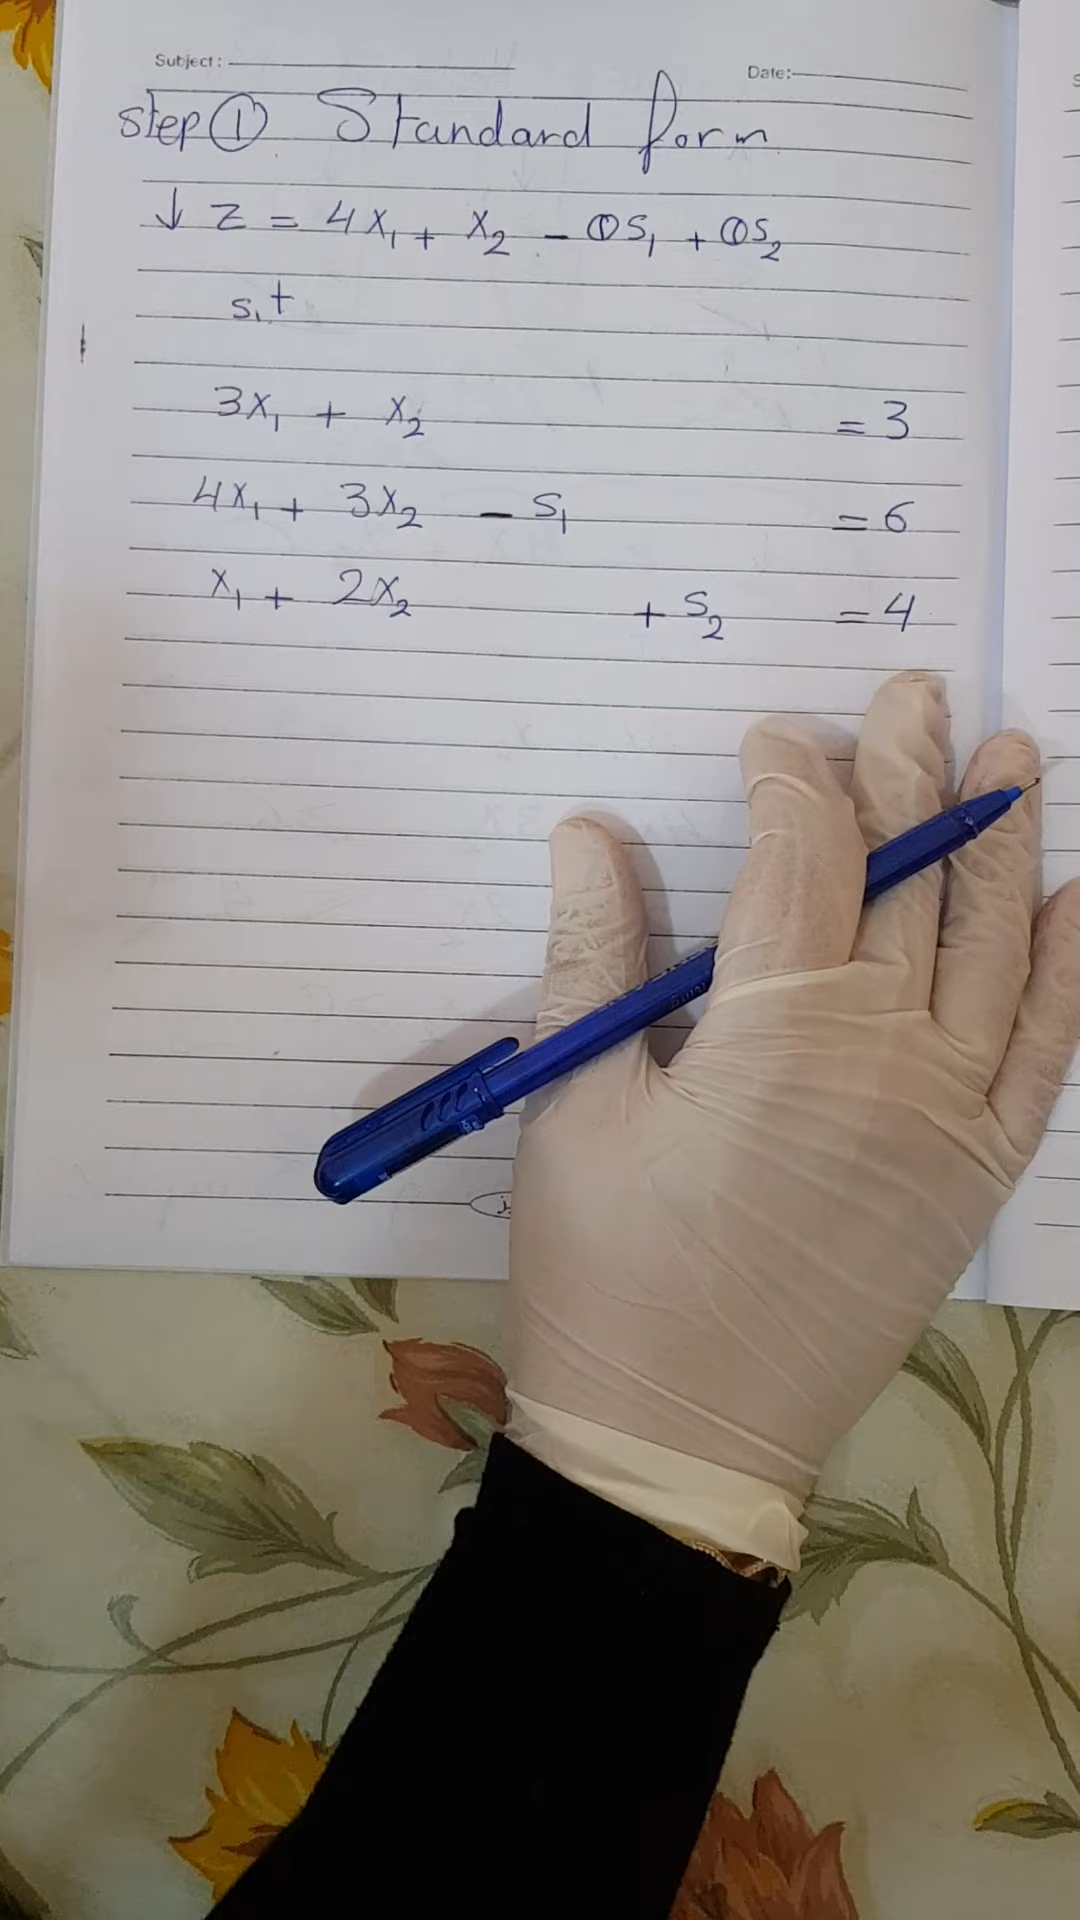 Subject:
Date:
step ① Standard form
↓ Z = 4x₁ + x₂ - 0S₁ + 0S₂
s.t
3x₁ + x₂ = 3
4x₁ + 3x₂ - S₁ = 6
x₁ + 2x₂ + S₂ = 4